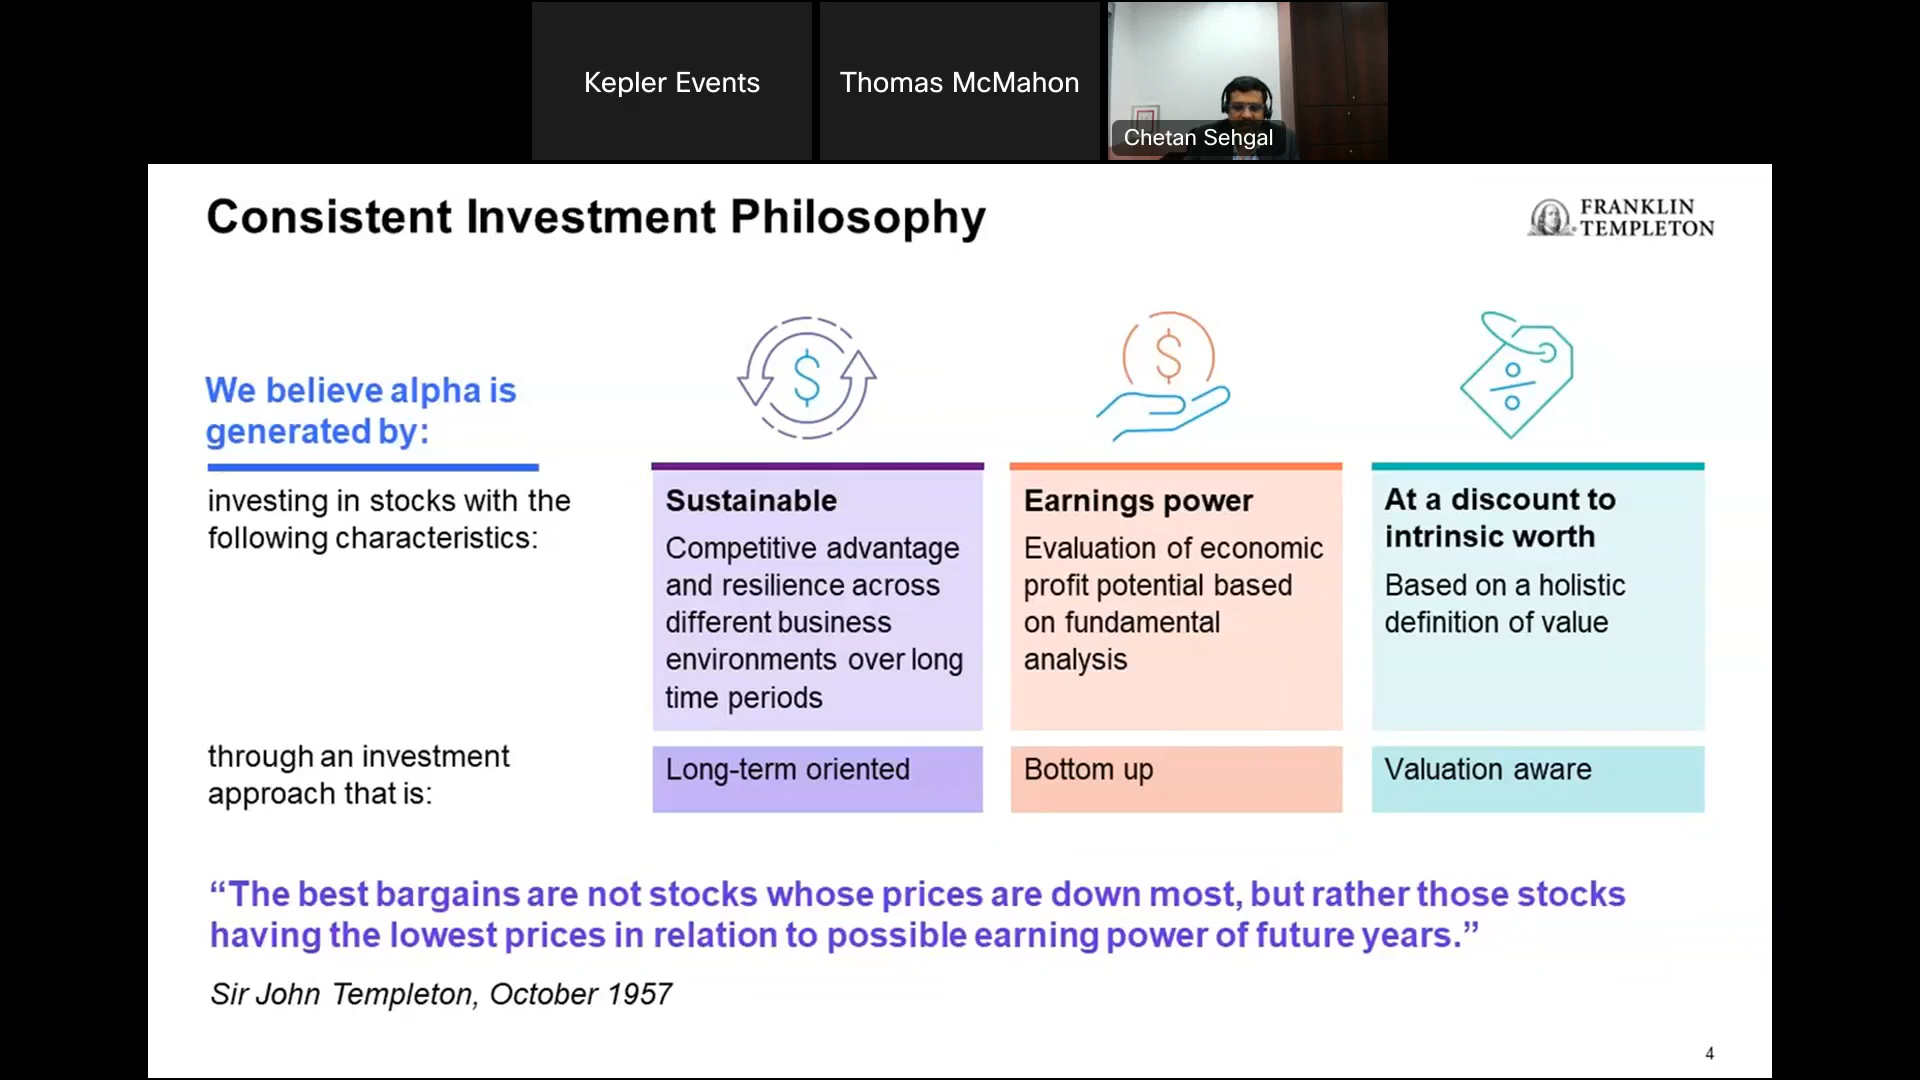 Kepler Events
Thomas McMahon
Chetan Sehgal
Consistent Investment Philosophy
FRANKLIN
TEMPLETON
We believe alpha is
generated by:
investing in stocks with the
following characteristics:
$
Sustainable
Competitive advantage
and resilience across
different business
environments over long
time periods
$
Earnings power
Evaluation of economic
profit potential based
on fundamental
analysis
At a discount to
intrinsic worth
Based on a holistic
definition of value
through an investment
approach that is:
Long-term oriented
Bottom up
Valuation aware
“The best bargains are not stocks whose prices are down most, but rather those stocks
having the lowest prices in relation to possible earning power of future years.”
Sir John Templeton, October 1957
4